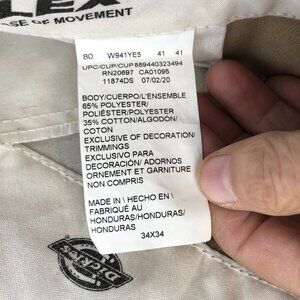 LEX
SE OF MOVEMENT
80 W941YE5 41 41
UPC/CUP/CUP 889440323494
RN20697 CA01095
11874DS 07/02/20
BODY/CUERPO/L'ENSEMBLE
65% POLYESTER/
POLIÉSTER/POLYESTER
35% COTTON/ALGODÓN/
COTON
EXCLUSIVE OF DECORATION/
TRIMMINGS
EXCLUSIVO PARA
DECORACIÓN/ ADORNOS
ORNEMENT ET GARNITURE
NON COMPRIS
MADE IN \ HECHO EN \
FABRIQUÉ AU
HONDURAS/HONDURAS/
HONDURAS
34X34
DICKIES